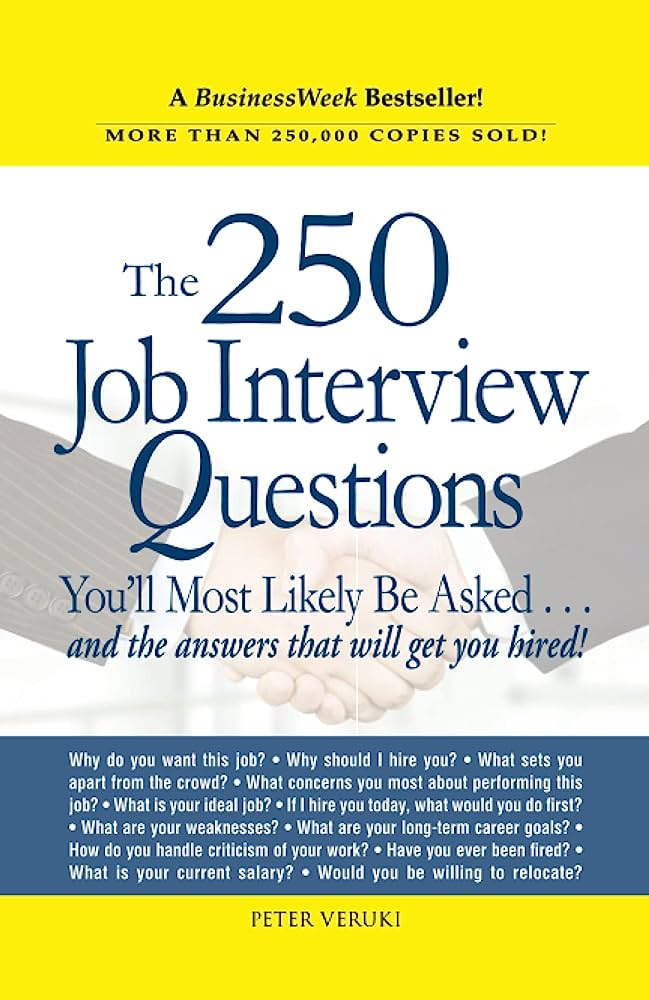 A BusinessWeek Bestseller!
MORE THAN 250,000 COPIES SOLD!
The 250
Job Interview
Questions
You'll Most Likely Be Asked . . .
and the answers that will get you hired!
Why do you want this job? • Why should I hire you? • What sets you
apart from the crowd? • What concerns you most about performing this
job? • What is your ideal job? • If I hire you today, what would you do first?
• What are your weaknesses? • What are your long-term career goals? •
How do you handle criticism of your work? • Have you ever been fired? •
What is your current salary? • Would you be willing to relocate?
PETER VERUKI